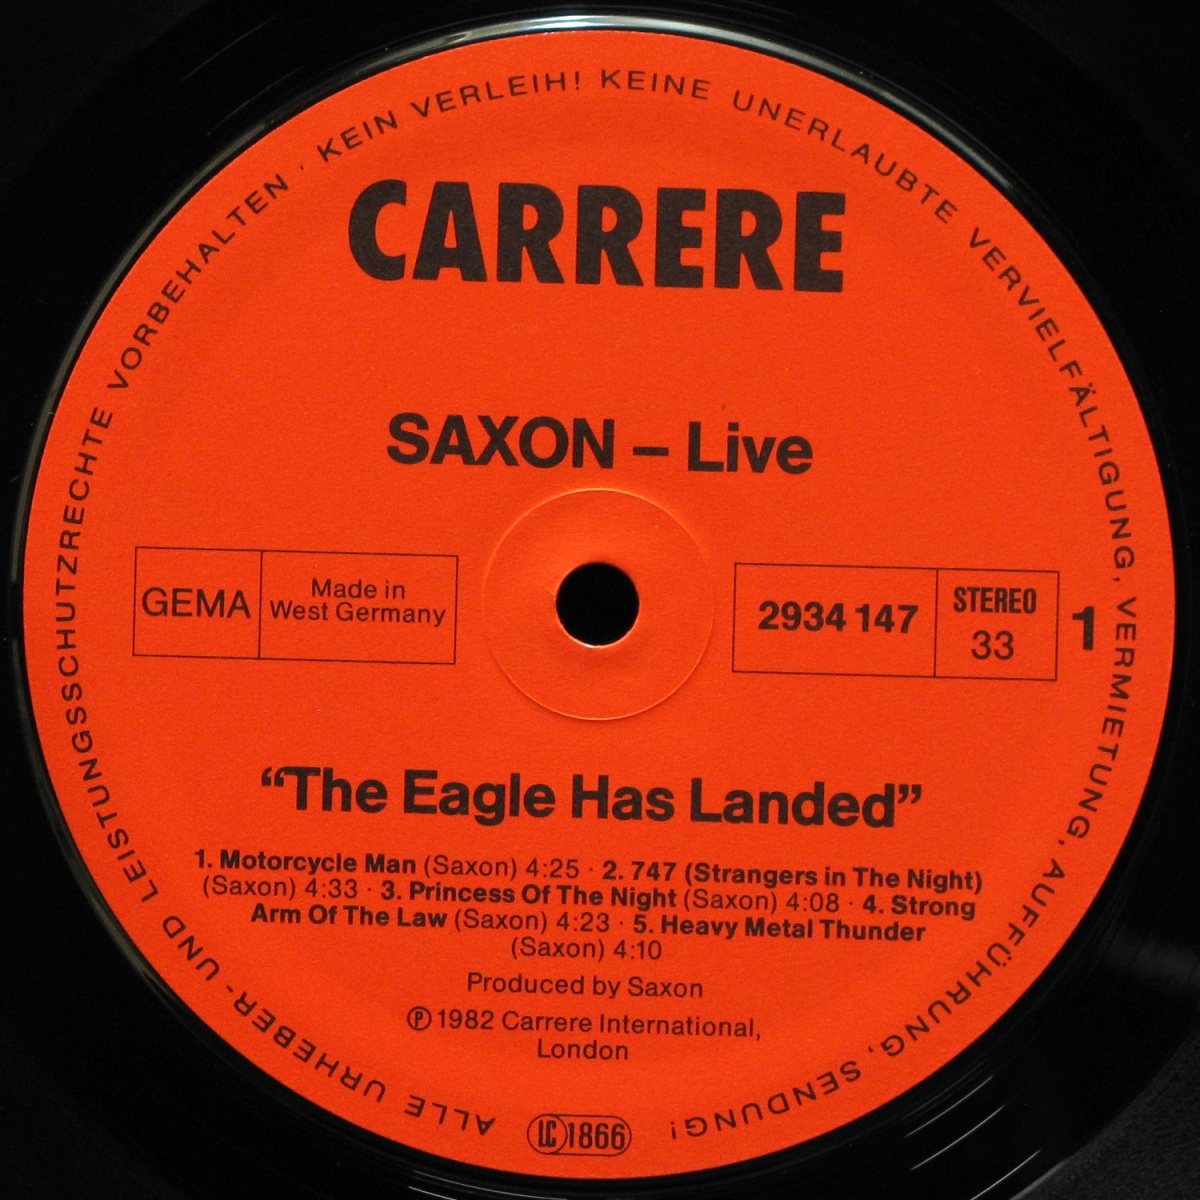 ALLE URHEBER- UND LEISTUNGSSCHUTZRECHTE VORBEHALTEN · KEIN VERLEIH! KEINE UNERLAUBTE VERVIELFÄLTIGUNG, VERMIETUNG, AUFFÜHRUNG, SENDUNG!
CARRERE
SAXON – Live
GEMA
Made in
West Germany
2934 147
STEREO
33
1
“The Eagle Has Landed”
1. Motorcycle Man (Saxon) 4:25 · 2. 747 (Strangers in The Night)
(Saxon) 4:33 · 3. Princess Of The Night (Saxon) 4:08 · 4. Strong
Arm Of The Law (Saxon) 4:23 · 5. Heavy Metal Thunder
(Saxon) 4:10
Produced by Saxon
℗ 1982 Carrere International,
London
LC 1866